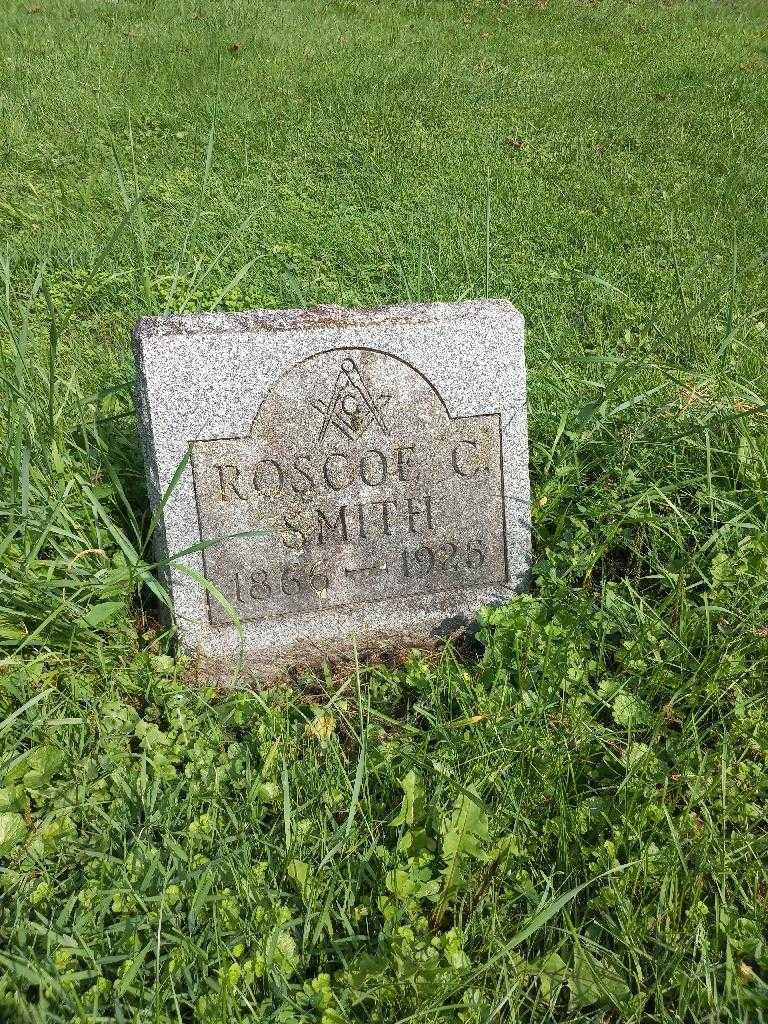 G
ROSCOE C.
SMITH
1866 — 1925